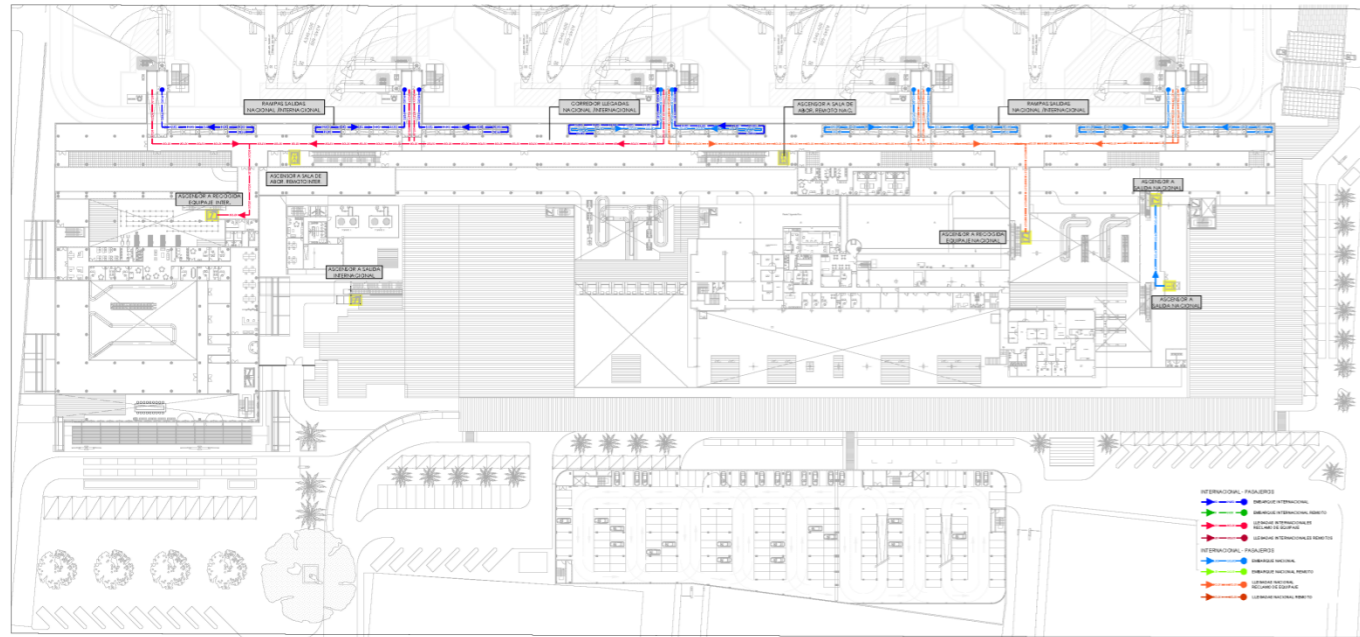 RAMPAS SALIDAS
NACIONAL /INTERNACIONAL
CORREDOR LLEGADAS
NACIONAL /INTERNACIONAL
ASCENSOR A SALA DE
ABOR. REMOTO NAC.
RAMPAS SALIDAS
NACIONAL /INTERNACIONAL
ASCENSOR A SALA DE
ABOR. REMOTO INTER.
ASCENSOR A RECOGIDA
EQUIPAJE INTER.
ASCENSOR A
SALIDA NACIONAL
ASCENSOR A RECOGIDA
EQUIPAJE NACIONAL
ASCENSOR A SALIDA
INTERNACIONAL
ASCENSOR A
SALIDA NACIONAL
INTERNACIONAL - PASAJEROS
EMBARQUE INTERNACIONAL
EMBARQUE INTERNACIONAL REMOTO
LLEGADAS INTERNACIONALES
RECLAMO DE EQUIPAJE
LLEGADAS INTERNACIONALES REMOTOS
INTERNACIONAL - PASAJEROS
EMBARQUE NACIONAL
EMBARQUE NACIONAL REMOTO
LLEGADAS NACIONAL
RECLAMO DE EQUIPAJE
LLEGADAS NACIONAL REMOTO